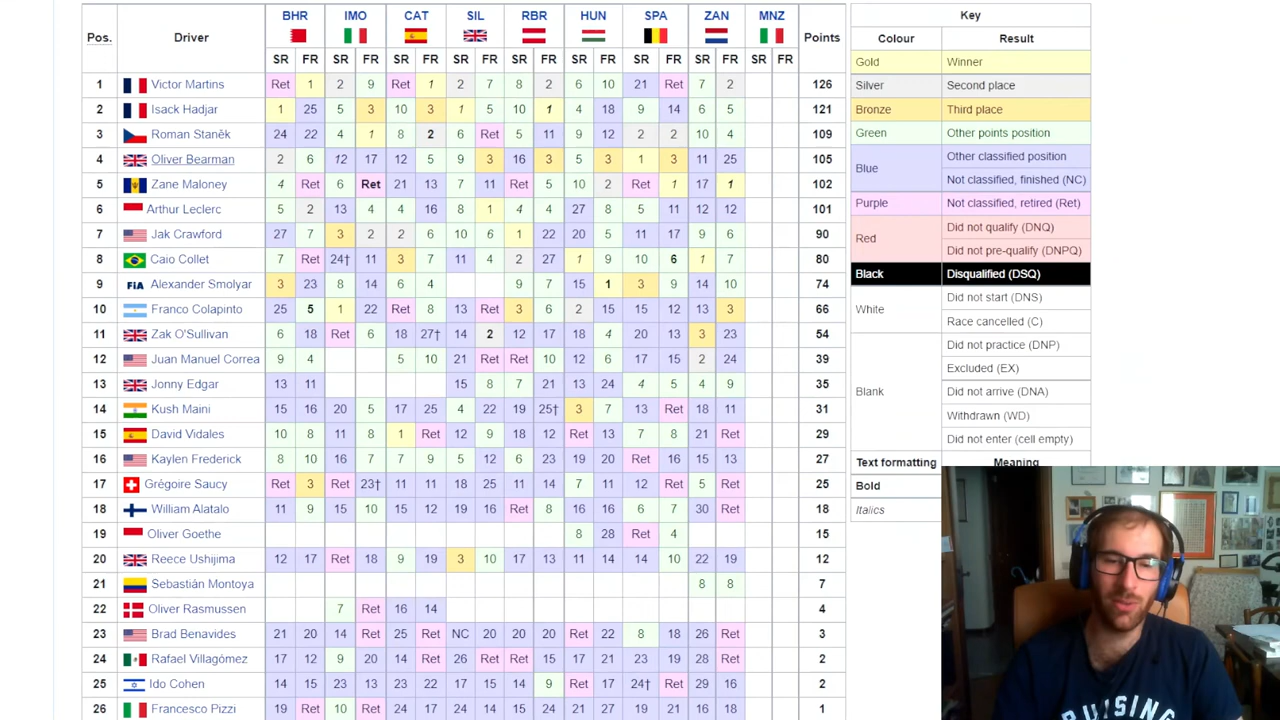 BHR IMO CAT SIL RBR HUN SPA ZAN MNZ
Pos. Driver Points
SR FR SR FR SR FR SR FR SR FR SR FR SR FR SR FR SR FR
1 Victor Martins Ret 1 2 9 Ret 1 2 7 8 2 6 10 21 Ret 7 2 126
2 Isack Hadjar 1 25 5 3 10 3 1 5 10 1 4 18 9 14 6 5 121
3 Roman Staněk 24 22 4 1 8 2 6 Ret 5 11 9 12 2 2 10 4 109
4 Oliver Bearman 2 6 12 17 12 5 9 3 16 3 5 3 1 3 11 25 105
5 Zane Maloney 4 Ret 6 Ret 21 13 7 11 Ret 5 10 2 Ret 1 17 1 102
6 Arthur Leclerc 5 2 13 4 4 16 8 1 4 4 27 8 5 11 12 12 101
7 Jak Crawford 27 7 3 2 2 6 10 6 1 22 20 5 11 17 9 6 90
8 Caio Collet 7 Ret 24† 11 3 7 11 4 2 27 1 9 10 6 1 7 80
9 FiA Alexander Smolyar 3 23 8 14 6 4 9 7 15 1 3 9 14 10 74
10 Franco Colapinto 25 5 1 22 Ret 8 13 Ret 3 6 2 15 15 12 13 3 66
11 Zak O'Sullivan 6 18 Ret 6 18 27† 14 2 12 17 18 4 20 13 3 23 54
12 Juan Manuel Correa 9 4 5 10 21 Ret Ret 10 12 6 17 15 2 24 39
13 Jonny Edgar 13 11 15 8 7 21 13 24 4 5 4 9 35
14 Kush Maini 15 16 20 5 17 25 4 22 19 25† 3 7 13 Ret 18 11 31
15 David Vidales 10 8 11 8 1 Ret 12 9 18 12 Ret 13 7 8 21 Ret 29
16 Kaylen Frederick 8 10 16 7 7 9 5 12 6 23 19 20 Ret 16 15 13 27
17 Grégoire Saucy Ret 3 Ret 23† 11 11 18 25 11 14 7 11 12 Ret 5 Ret 25
18 William Alatalo 11 9 15 10 15 12 19 16 Ret 8 16 16 6 7 30 Ret 18
19 Oliver Goethe 8 28 Ret 4 15
20 Reece Ushijima 12 17 Ret 18 9 19 3 10 17 13 11 14 14 10 22 19 12
21 Sebastián Montoya 8 8 7
22 Oliver Rasmussen 7 Ret 16 14 4
23 Brad Benavides 21 20 14 Ret 25 Ret NC 20 20 20 Ret 22 8 18 26 Ret 3
24 Rafael Villagómez 17 12 9 20 14 Ret 26 Ret Ret 15 17 21 23 19 28 Ret 2
25 Ido Cohen 14 15 23 13 23 22 17 15 14 9 Ret 17 24† Ret 29 16 2
26 Francesco Pizzi 19 Ret 10 Ret 24 17 24 14 15 24 21 27 19 21 16 18 1
Key
Colour Result
Gold Winner
Silver Second place
Bronze Third place
Green Other points position
Blue Other classified position
Not classified, finished (NC)
Purple Not classified, retired (Ret)
Red Did not qualify (DNQ)
Did not pre-qualify (DNPQ)
Black Disqualified (DSQ)
White Did not start (DNS)
Race cancelled (C)
Blank Did not practice (DNP)
Excluded (EX)
Did not arrive (DNA)
Withdrawn (WD)
Did not enter (cell empty)
Text formatting Meaning
Bold
Italics